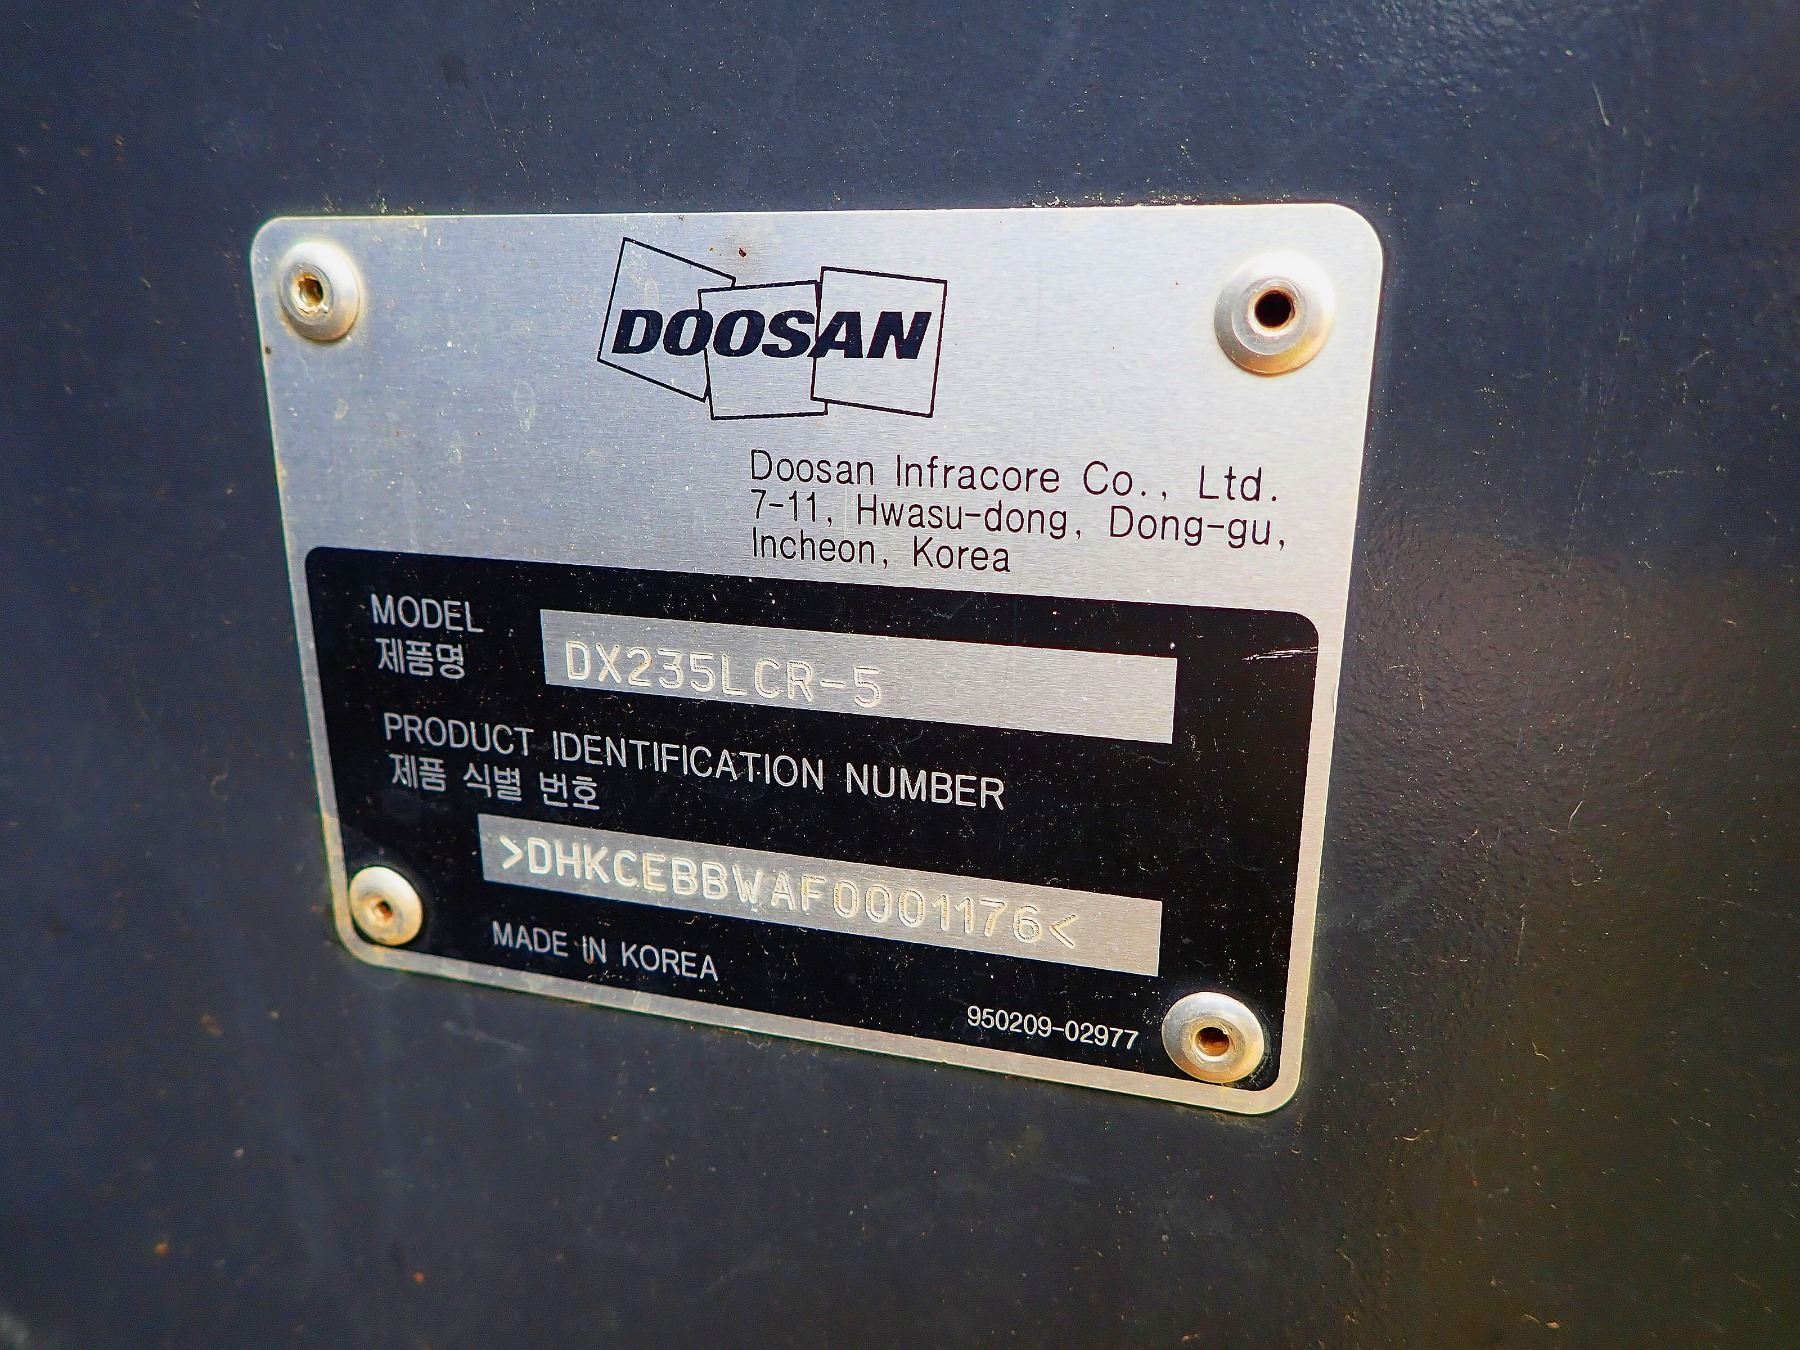 DOOSAN
Doosan Infracore Co., Ltd.
7-11, Hwasu-dong, Dong-gu,
Incheon, Korea
MODEL
제품명
DX235LCR-5
PRODUCT IDENTIFICATION NUMBER
제품 식별 번호
>DHKCEBBWAF0001176<
MADE IN KOREA
950209-02977